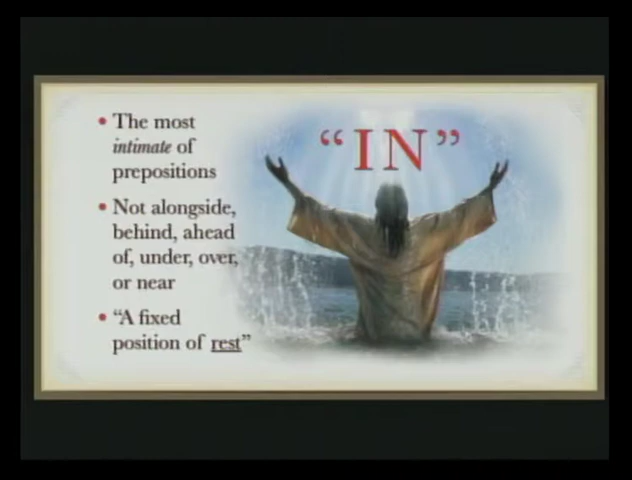 “IN”
• The most
intimate of
prepositions
• Not alongside,
behind, ahead
of, under, over,
or near
• “A fixed
position of rest”